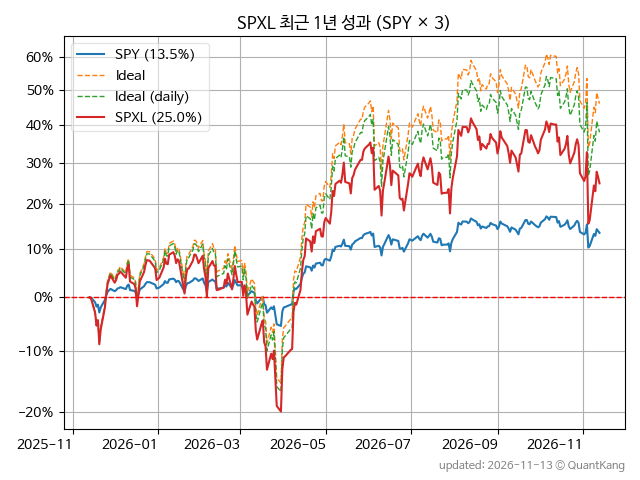 SPXL 최근 1년 성과 (SPY × 3)
SPY (13.5%)
Ideal
Ideal (daily)
SPXL (25.0%)
60%
50%
40%
30%
20%
10%
0%
−10%
−20%
2025-11
2026-01
2026-03
2026-05
2026-07
2026-09
2026-11
updated: 2026-11-13 ⓒ QuantKang